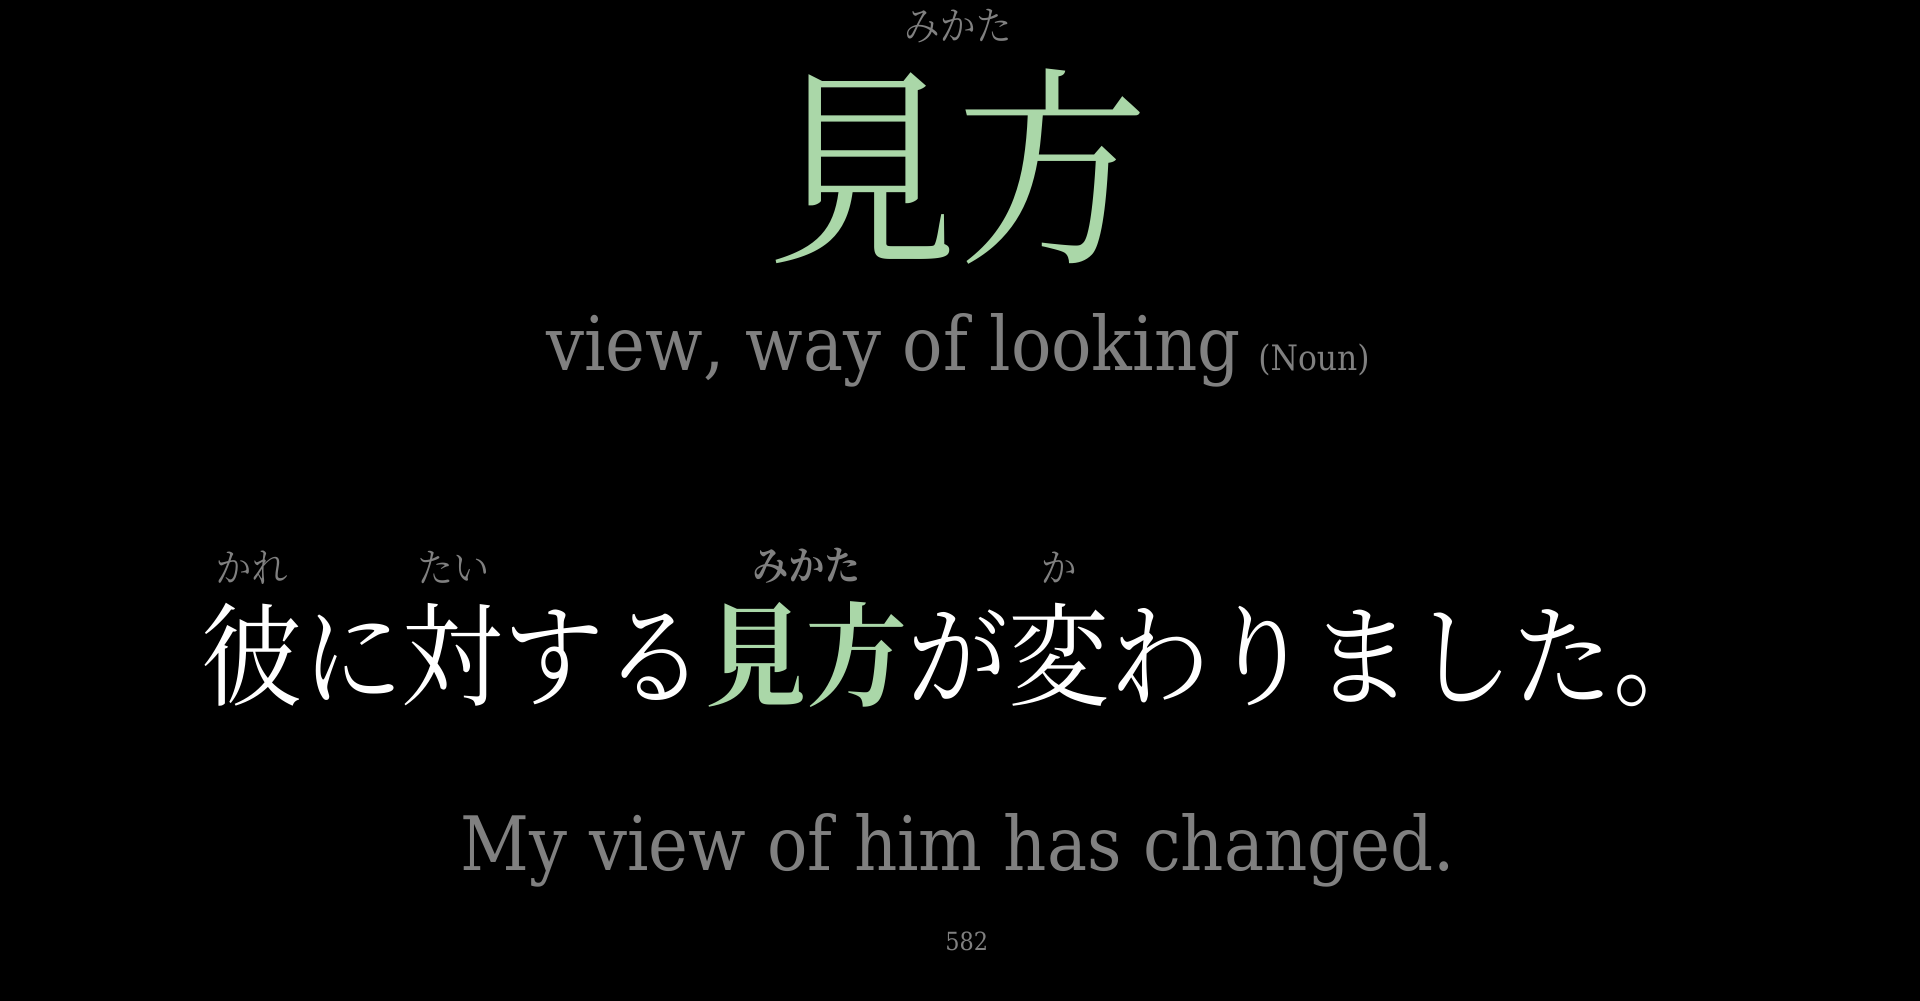 みかた
見方
view, way of looking (Noun)
かれ たい みかた か
彼に対する見方が変わりました。
My view of him has changed.
582